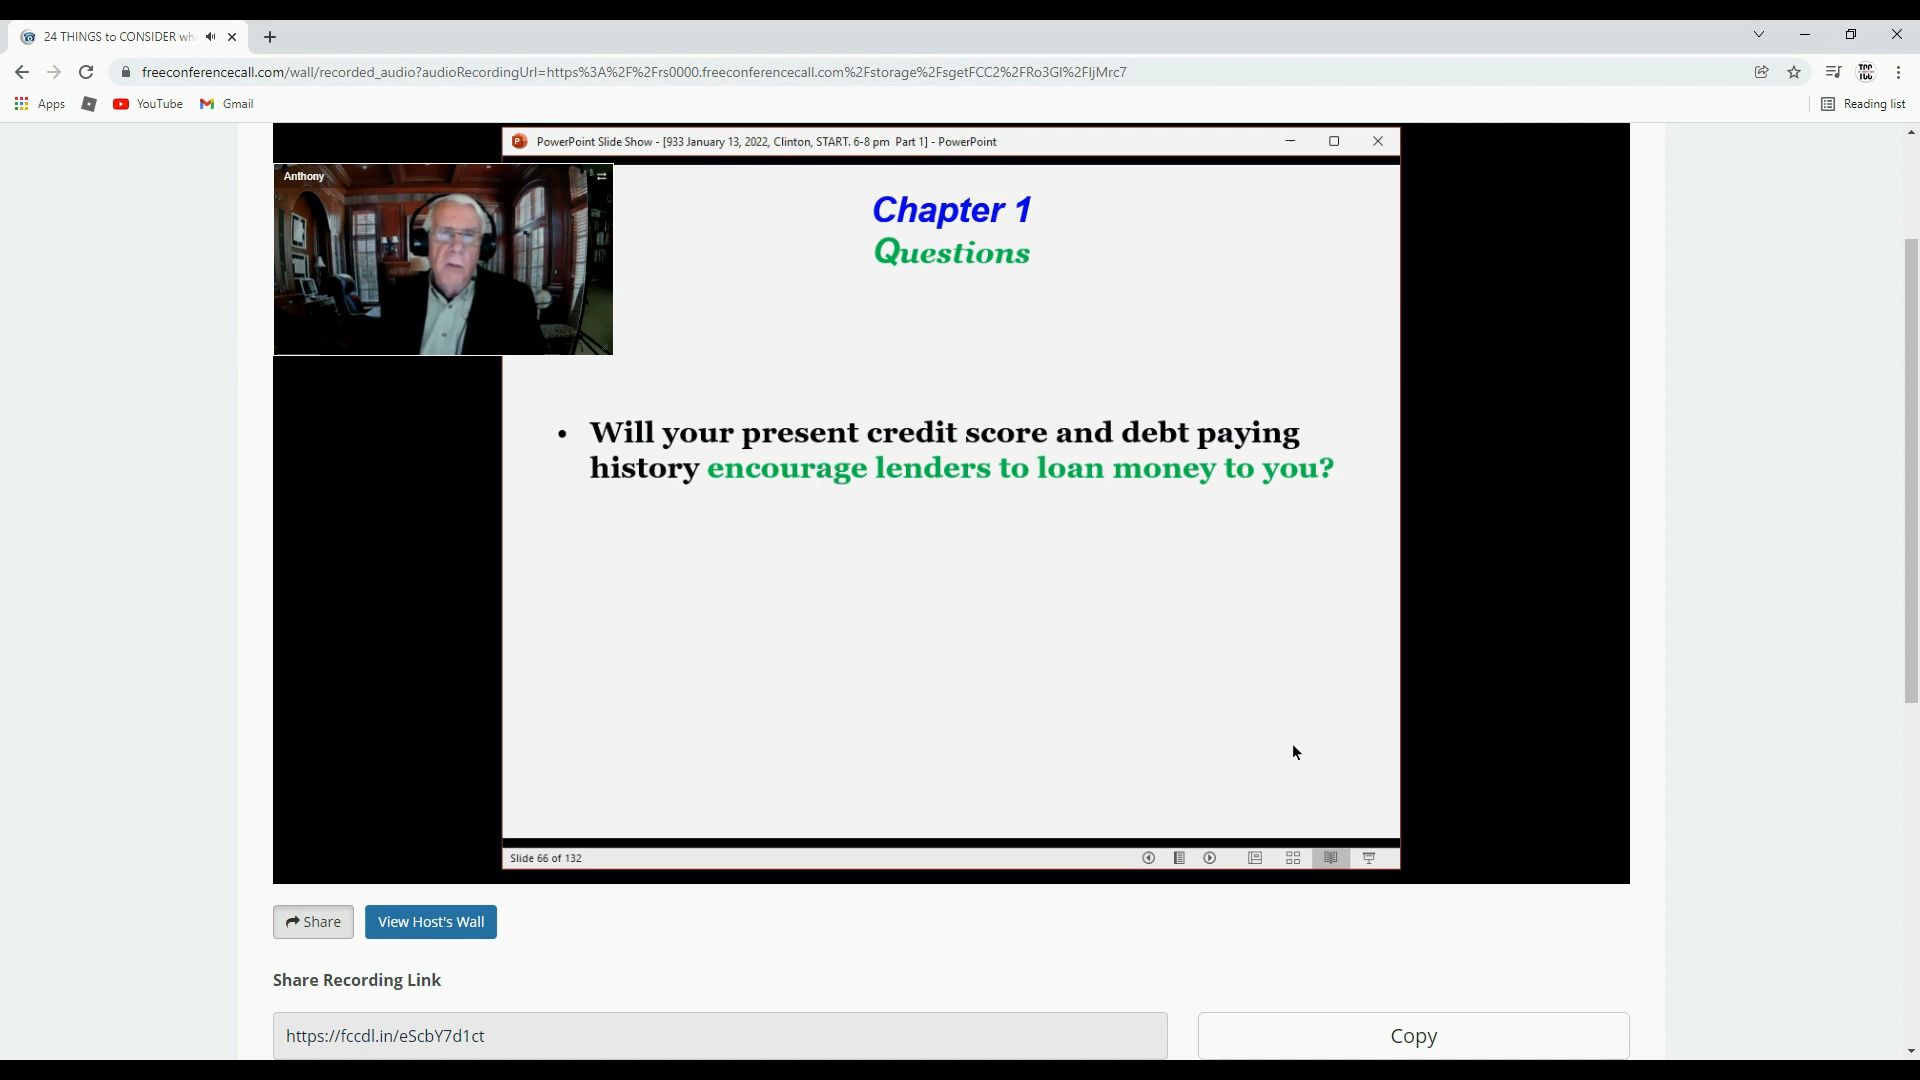 24 THINGS to CONSIDER wh
freeconferencecall.com/wall/recorded_audio?audioRecordingUrl=https%3A%2F%2Frs0000.freeconferencecall.com%2Fstorage%2FsgetFCC2%2FRo3GI%2FIjMrc7
Apps YouTube Gmail Reading list
PowerPoint Slide Show - [933 January 13, 2022, Clinton, START. 6-8 pm Part 1] - PowerPoint
Anthony
Chapter 1
Questions
• Will your present credit score and debt paying
history encourage lenders to loan money to you?
Slide 66 of 132
Share View Host's Wall
Share Recording Link
https://fccdl.in/eScbY7d1ct Copy